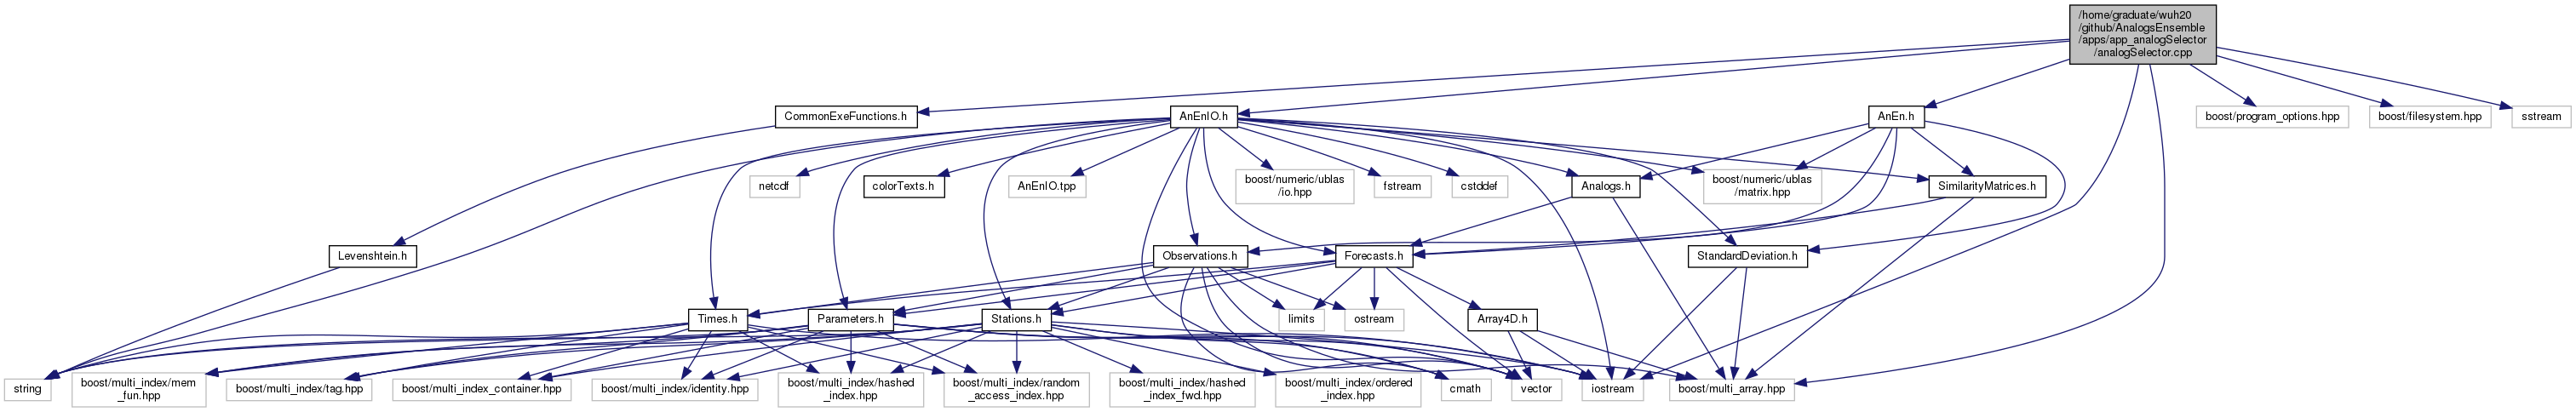 /home/graduate/wuh20
/github/AnalogsEnsemble
/apps/app_analogSelector
/analogSelector.cpp
CommonExeFunctions.h
AnEnIO.h
AnEn.h
boost/program_options.hpp
boost/filesystem.hpp
sstream
netcdf
colorTexts.h
AnEnIO.tpp
boost/numeric/ublas
/io.hpp
fstream
cstddef
Analogs.h
boost/numeric/ublas
/matrix.hpp
SimilarityMatrices.h
Levenshtein.h
Observations.h
Forecasts.h
StandardDeviation.h
Times.h
Parameters.h
Stations.h
limits
ostream
Array4D.h
string
boost/multi_index/mem
_fun.hpp
boost/multi_index/tag.hpp
boost/multi_index_container.hpp
boost/multi_index/identity.hpp
boost/multi_index/hashed
_index.hpp
boost/multi_index/random
_access_index.hpp
boost/multi_index/hashed
_index_fwd.hpp
boost/multi_index/ordered
_index.hpp
cmath
vector
iostream
boost/multi_array.hpp